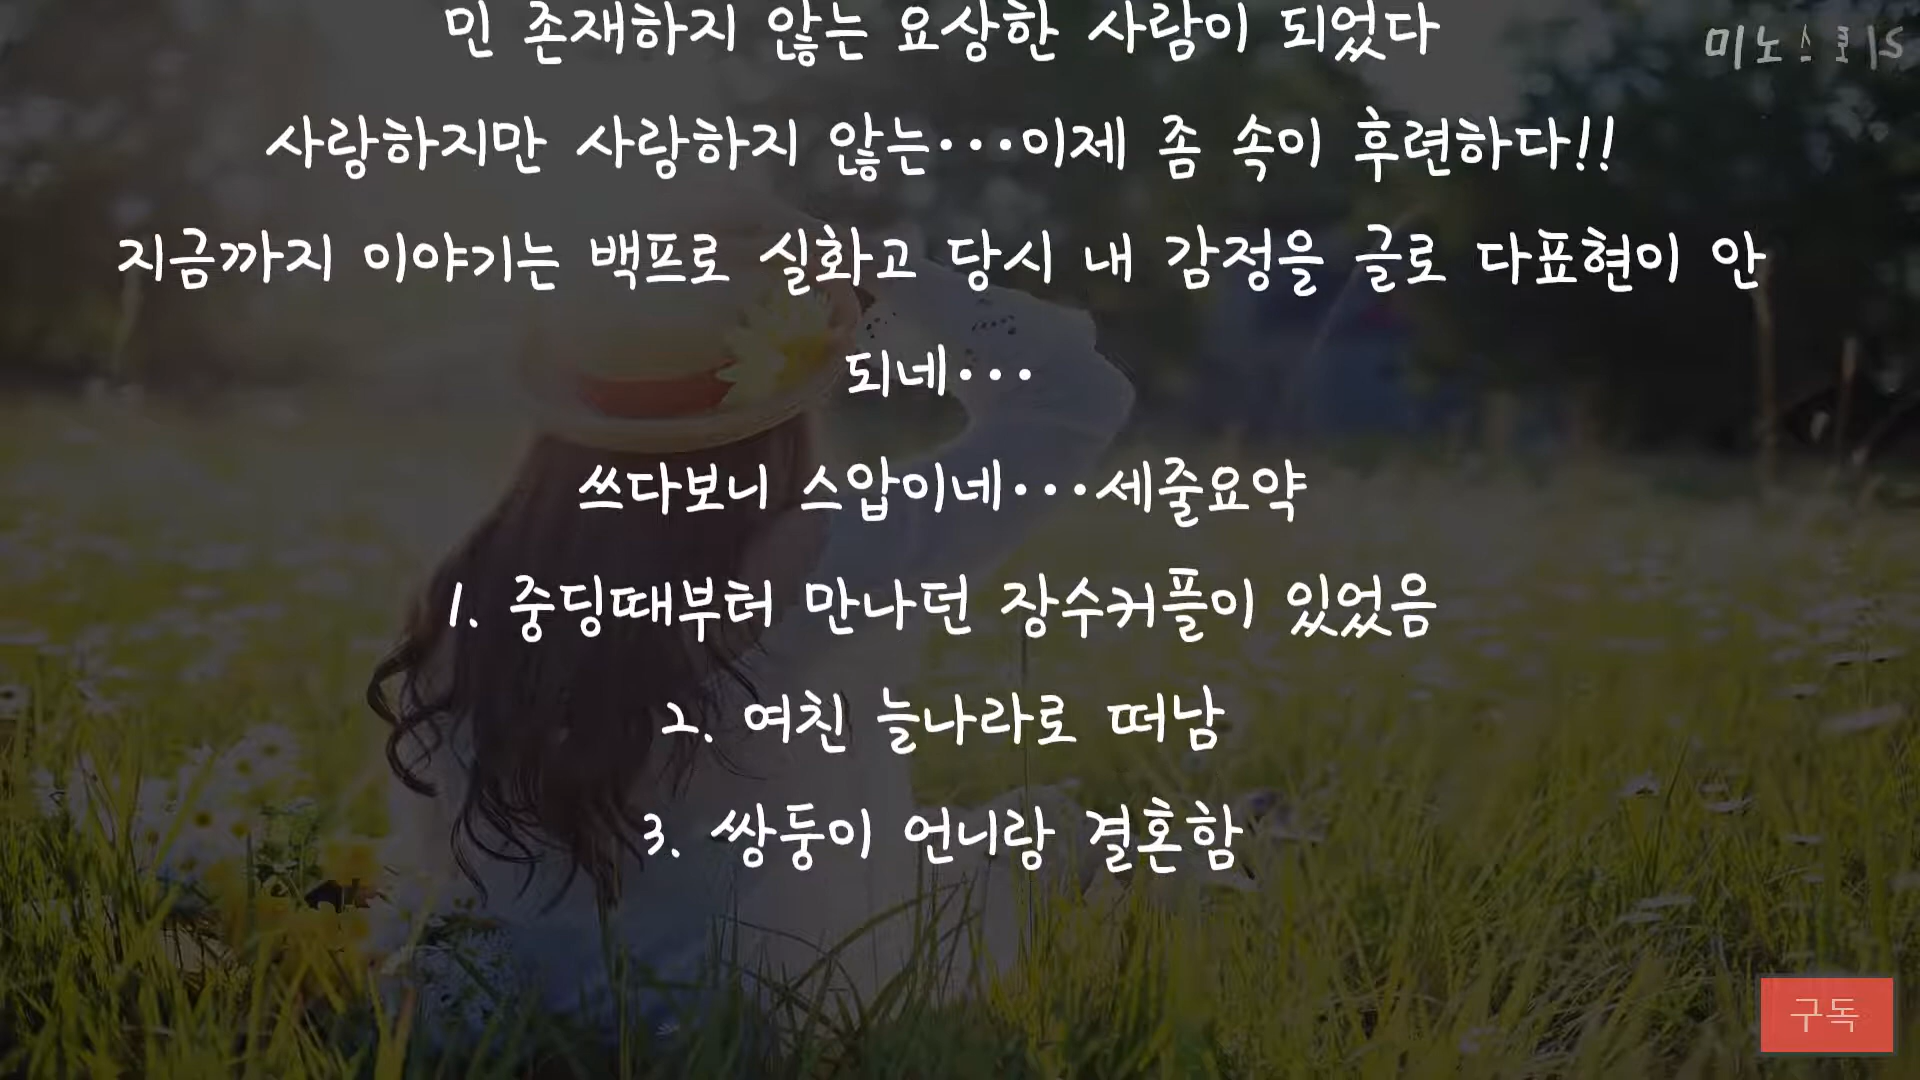 민 존재하지 않는 요상한 사람이 되었다
미노스토리S
사랑하지만 사랑하지 않는···이제 좀 속이 후련하다!!
지금까지 이야기는 백프로 실화고 당시 내 감정을 글로 다표현이 안
되네···
쓰다보니 스압이네···세줄요약
1. 중딩때부터 만나던 장수커플이 있었음
2. 여친 늘나라로 떠남
3. 쌍둥이 언니랑 결혼함
구독